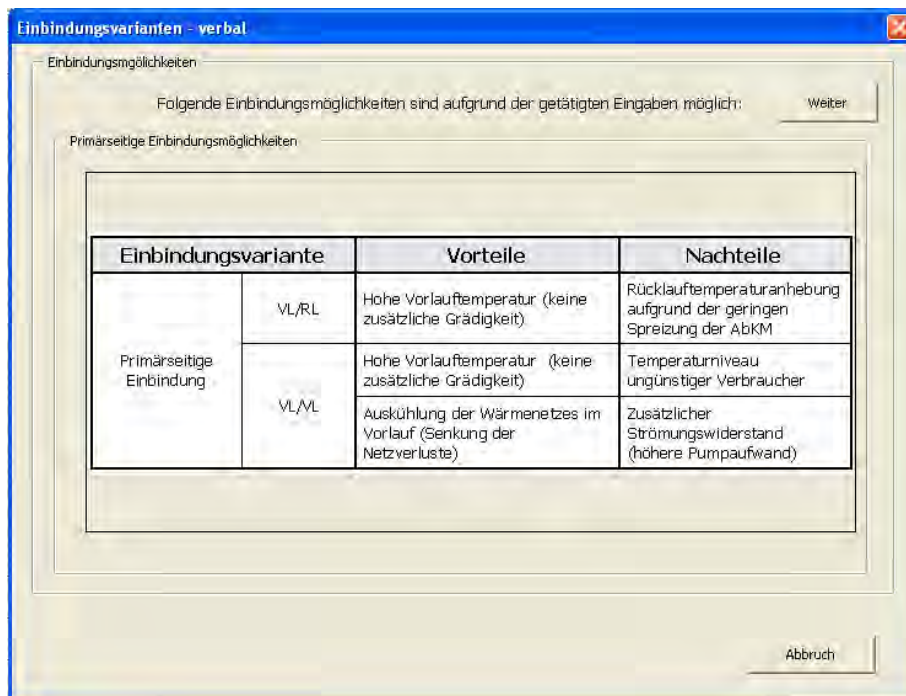 Einbindungsvarianten - verbal
Einbindungsmgölichkeiten
Folgende Einbindungsmöglichkeiten sind aufgrund der getätigten Eingaben möglich:
Weiter
Primärseitige Einbindungsmöglichkeiten
Einbindungsvariante
Vorteile
Nachteile
Primärseitige
Einbindung
VL/RL
Hohe Vorlauftemperatur (keine
zusätzliche Grädigkeit)
Rücklauftemperaturanhebung
aufgrund der geringen
Spreizung der AbKM
VL/VL
Hohe Vorlauftemperatur (keine
zusätzliche Grädigkeit)
Temperaturniveau
ungünstiger Verbraucher
Auskühlung der Wärmenetzes im
Vorlauf (Senkung der
Netzverluste)
Zusätzlicher
Strömungswiderstand
(höhere Pumpaufwand)
Abbruch